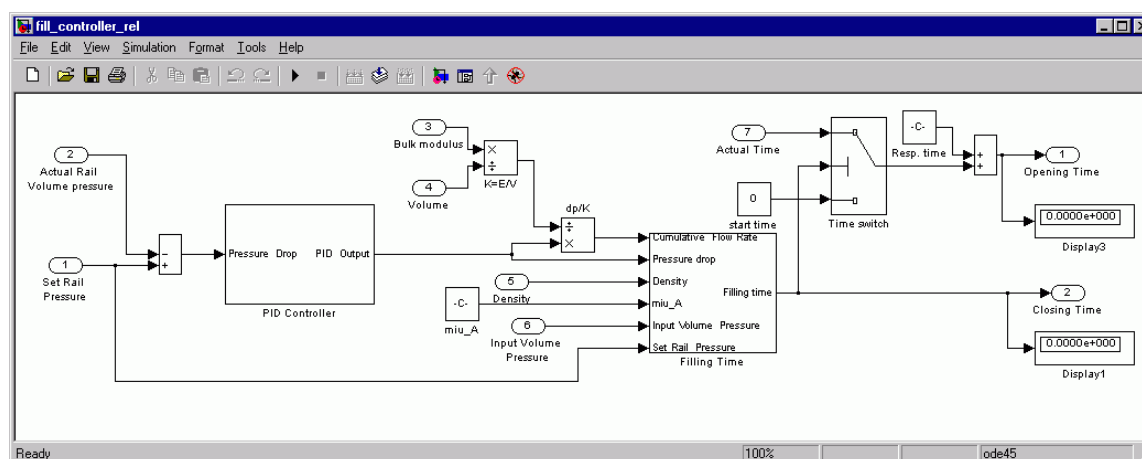 fill_controller_rel
File Edit View Simulation Format Tools Help
2
Actual Rail
Volume pressure
1
Set Rail
Pressure
−
+
Pressure Drop
PID Output
PID Controller
3
Bulk modulus
4
Volume
×
÷
K=E/V
dp/K
÷
×
5
Density
-C-
miu_A
6
Input Volume
Pressure
Cumulative Flow Rate
Pressure drop
Density
miu_A
Input Volume Pressure
Set Rail Pressure
Filling time
Filling Time
7
Actual Time
0
start time
Time switch
-C-
Resp. time
+
+
1
Opening Time
0.0000e+000
Display3
2
Closing Time
0.0000e+000
Display1
Ready
100%
ode45